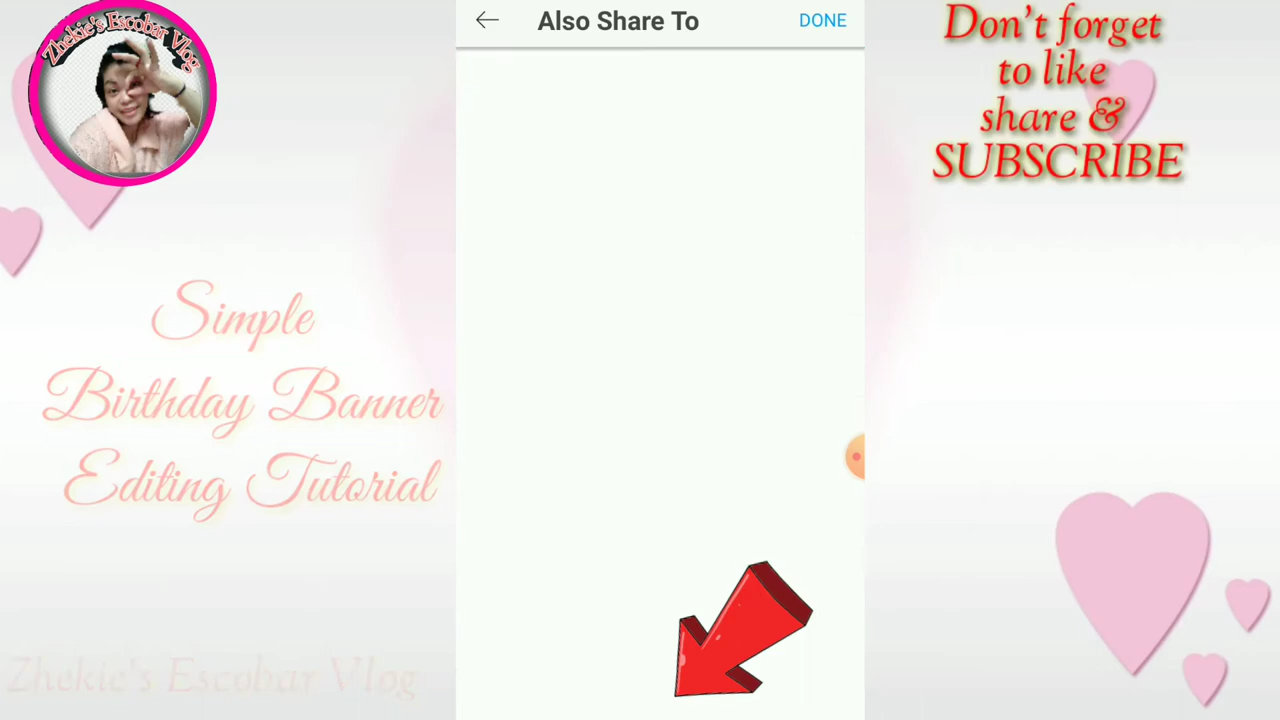 Zhekie's Escobar Vlog
Also Share To
DONE
Don't forget
to like
share &
SUBSCRIBE
Simple
Birthday Banner
Editing Tutorial
Zhekie's Escobar Vlog